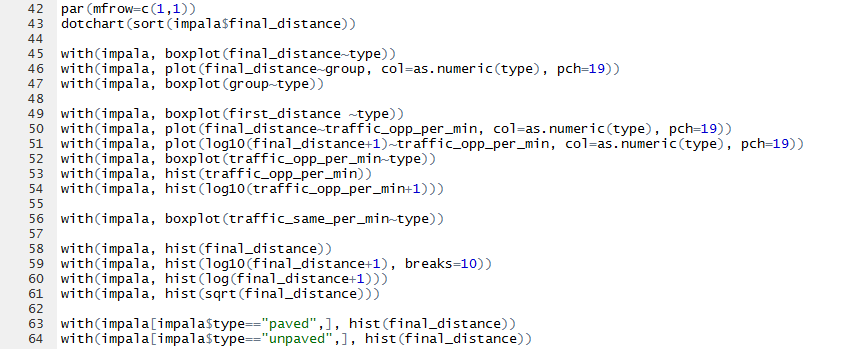 42 par(mfrow=c(1,1))
43 dotchart(sort(impala$final_distance))
44
45 with(impala, boxplot(final_distance~type))
46 with(impala, plot(final_distance~group, col=as.numeric(type), pch=19))
47 with(impala, boxplot(group~type))
48
49 with(impala, boxplot(first_distance ~type))
50 with(impala, plot(final_distance~traffic_opp_per_min, col=as.numeric(type), pch=19))
51 with(impala, plot(log10(final_distance+1)~traffic_opp_per_min, col=as.numeric(type), pch=19))
52 with(impala, boxplot(traffic_opp_per_min~type))
53 with(impala, hist(traffic_opp_per_min))
54 with(impala, hist(log10(traffic_opp_per_min+1)))
55
56 with(impala, boxplot(traffic_same_per_min~type))
57
58 with(impala, hist(final_distance))
59 with(impala, hist(log10(final_distance+1), breaks=10))
60 with(impala, hist(log(final_distance+1)))
61 with(impala, hist(sqrt(final_distance)))
62
63 with(impala[impala$type=="paved",], hist(final_distance))
64 with(impala[impala$type=="unpaved",], hist(final_distance))